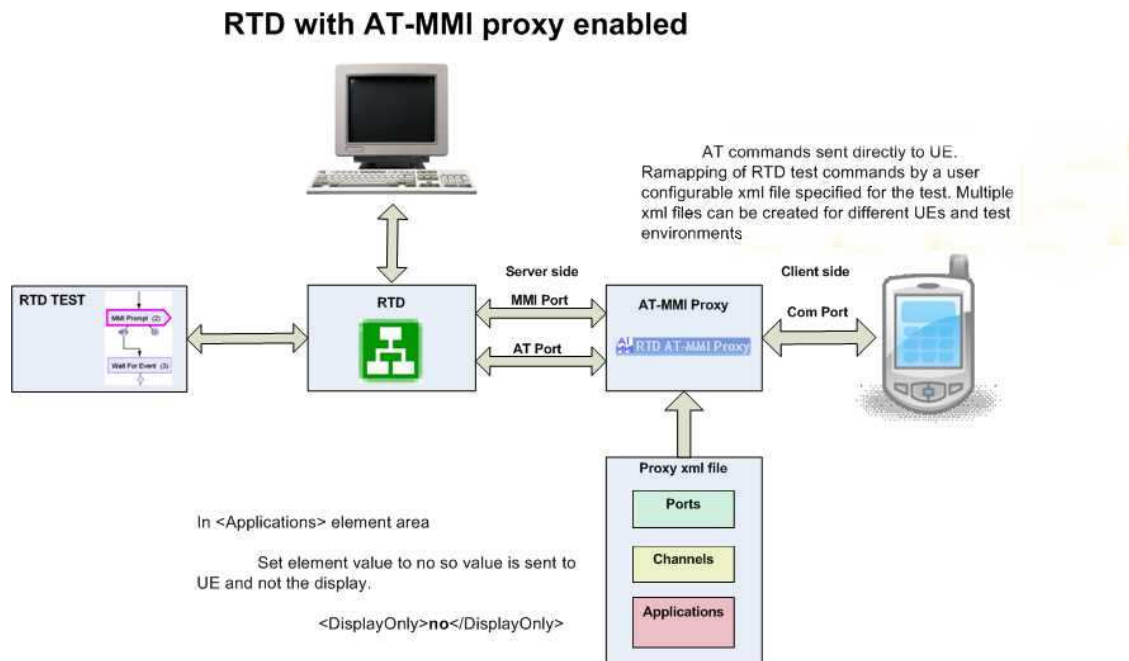 RTD with AT-MMI proxy enabled
AT commands sent directly to UE.
Ramapping of RTD test commands by a user
configurable xml file specified for the test. Multiple
xml files can be created for different UEs and test
environments
RTD TEST
MMI Prompt (2)
Wait For Event (3)
RTD
Server side
MMI Port
AT Port
AT-MMI Proxy
RTD AT-MMI Proxy
Client side
Com Port
Proxy xml file
Ports
Channels
Applications
In <Applications> element area
Set element value to no so value is sent to
UE and not the display.
<DisplayOnly>no</DisplayOnly>